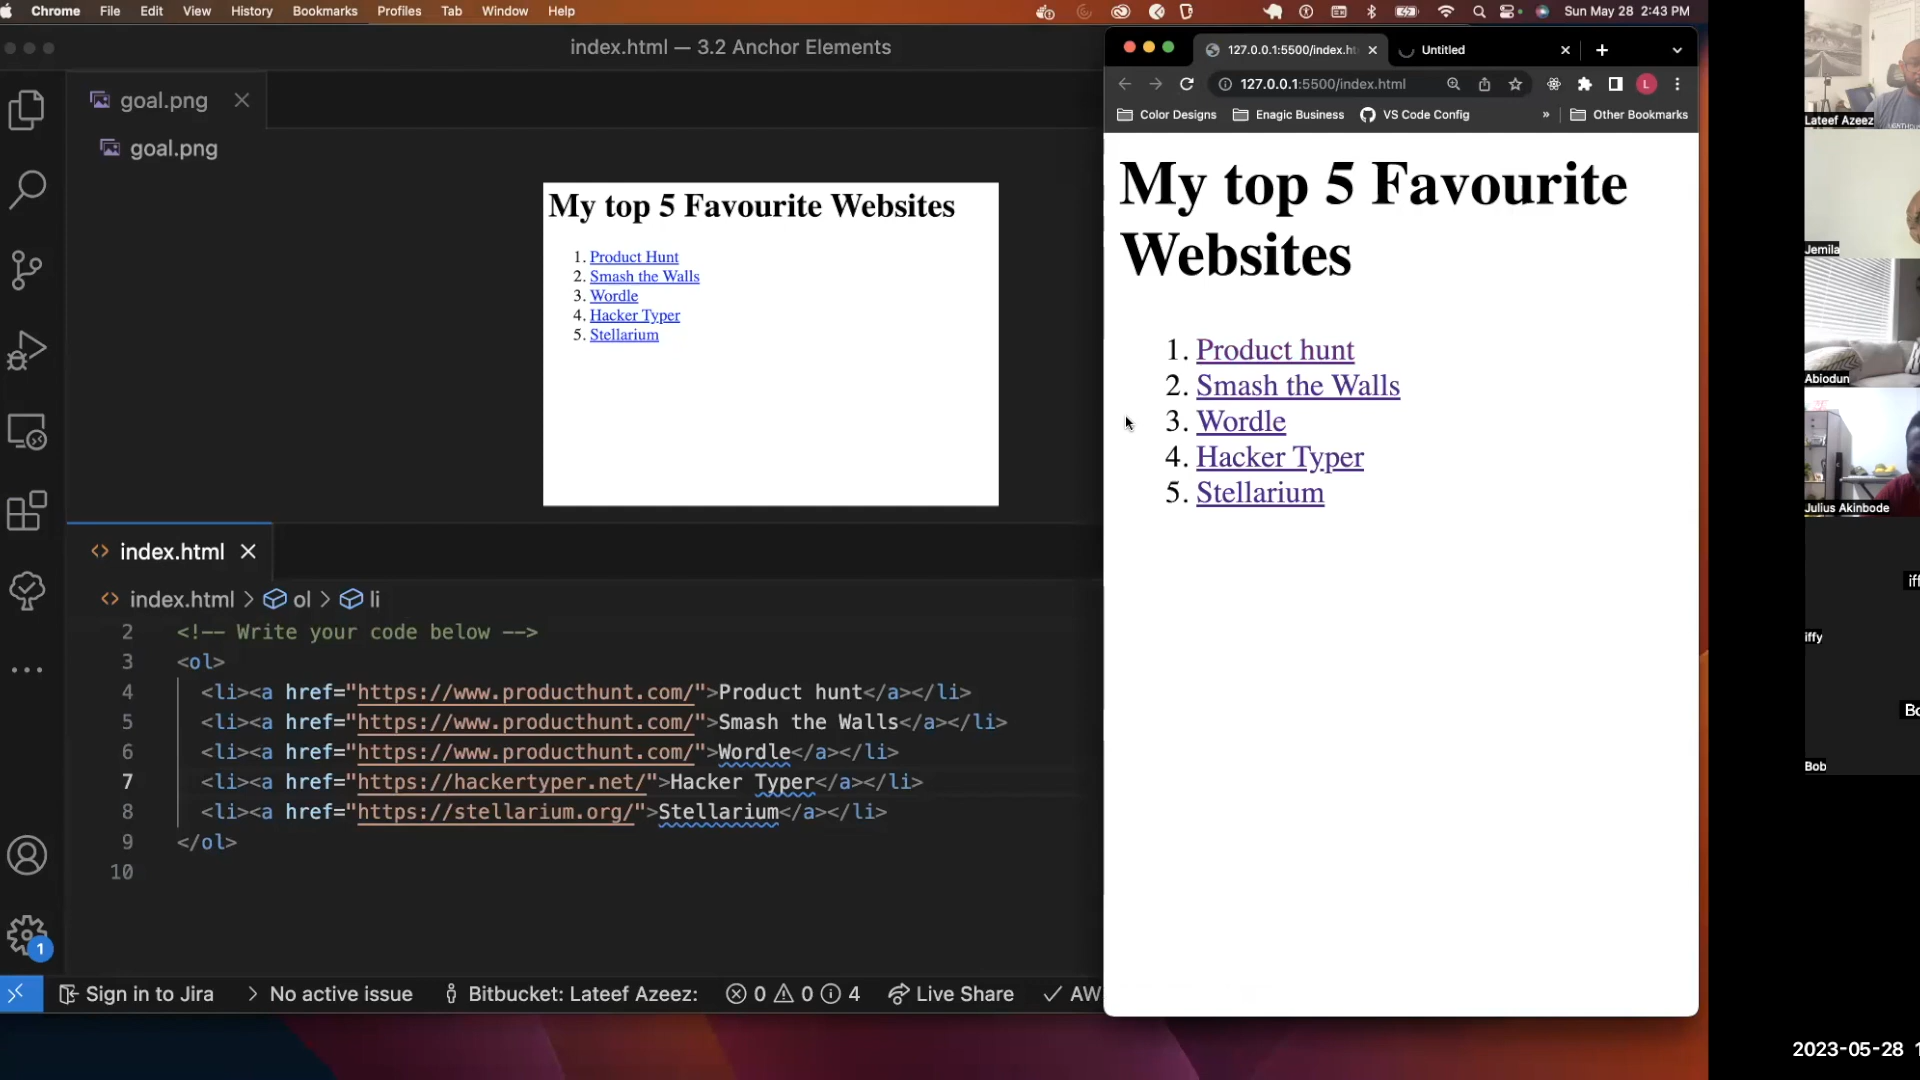 Chrome File Edit View History Bookmarks Profiles Tab Window Help
Sun May 28 2:43 PM
index.html — 3.2 Anchor Elements
goal.png
goal.png
My top 5 Favourite Websites
1. Product Hunt
2. Smash the Walls
3. Wordle
4. Hacker Typer
5. Stellarium
index.html
index.html > ol > li
2 <!-- Write your code below -->
3 <ol>
4 <li><a href="https://www.producthunt.com/">Product hunt</a></li>
5 <li><a href="https://www.producthunt.com/">Smash the Walls</a></li>
6 <li><a href="https://www.producthunt.com/">Wordle</a></li>
7 <li><a href="https://hackertyper.net/">Hacker Typer</a></li>
8 <li><a href="https://stellarium.org/">Stellarium</a></li>
9 </ol>
10
1
Sign in to Jira > No active issue Bitbucket: Lateef Azeez: 0 0 4 Live Share AW
127.0.0.1:5500/index.ht Untitled
127.0.0.1:5500/index.html L
Color Designs Enagic Business VS Code Config » Other Bookmarks
My top 5 Favourite
Websites
1. Product hunt
2. Smash the Walls
3. Wordle
4. Hacker Typer
5. Stellarium
Lateef Azeez
Jemila
Abiodun
Julius Akinbode
iff
iffy
Bo
Bob
2023-05-28 1